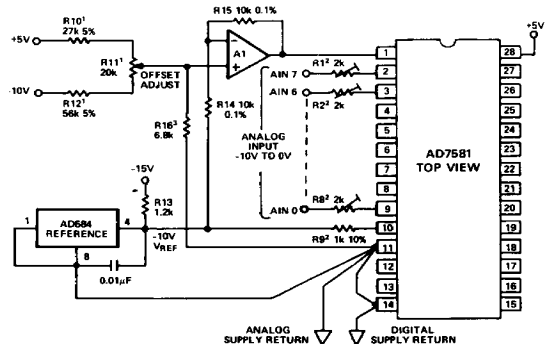 R15 10k 0.1%
R10¹
27k 5%
+5V
R11¹
20k
OFFSET
ADJUST
-10V
R12¹
56k 5%
A1
−
+
R16³
6.8k
R14 10k
0.1%
ANALOG
INPUT
-10V TO 0V
AIN 7
AIN 6
AIN 0
R1² 2k
R2² 2k
R8² 2k
R9² 1k 10%
-15V
R13
1.2k
-10V
VREF
AD584
REFERENCE
1
4
8
0.01µF
AD7581
TOP VIEW
+5V
1
2
3
4
5
6
7
8
9
10
11
12
13
14
28
27
26
25
24
23
22
21
20
19
18
17
16
15
ANALOG
SUPPLY RETURN
DIGITAL
SUPPLY RETURN